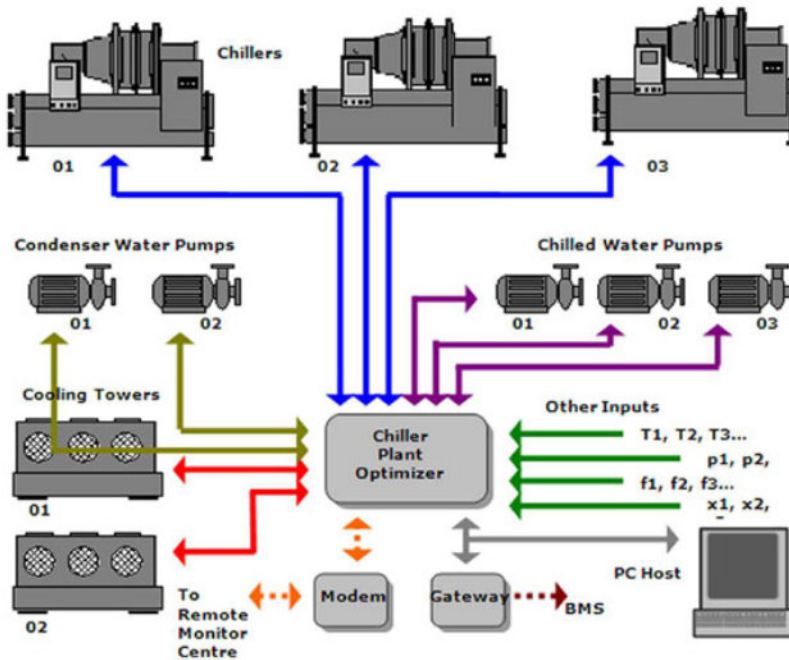 Chillers
01
02
03
Condenser Water Pumps
01
02
Chilled Water Pumps
01
02
03
Cooling Towers
01
02
Chiller
Plant
Optimizer
Other Inputs
T1, T2, T3...
p1, p2,
f1, f2, f3...
x1, x2,
PC Host
To
Remote
Monitor
Centre
Modem
Gateway
BMS